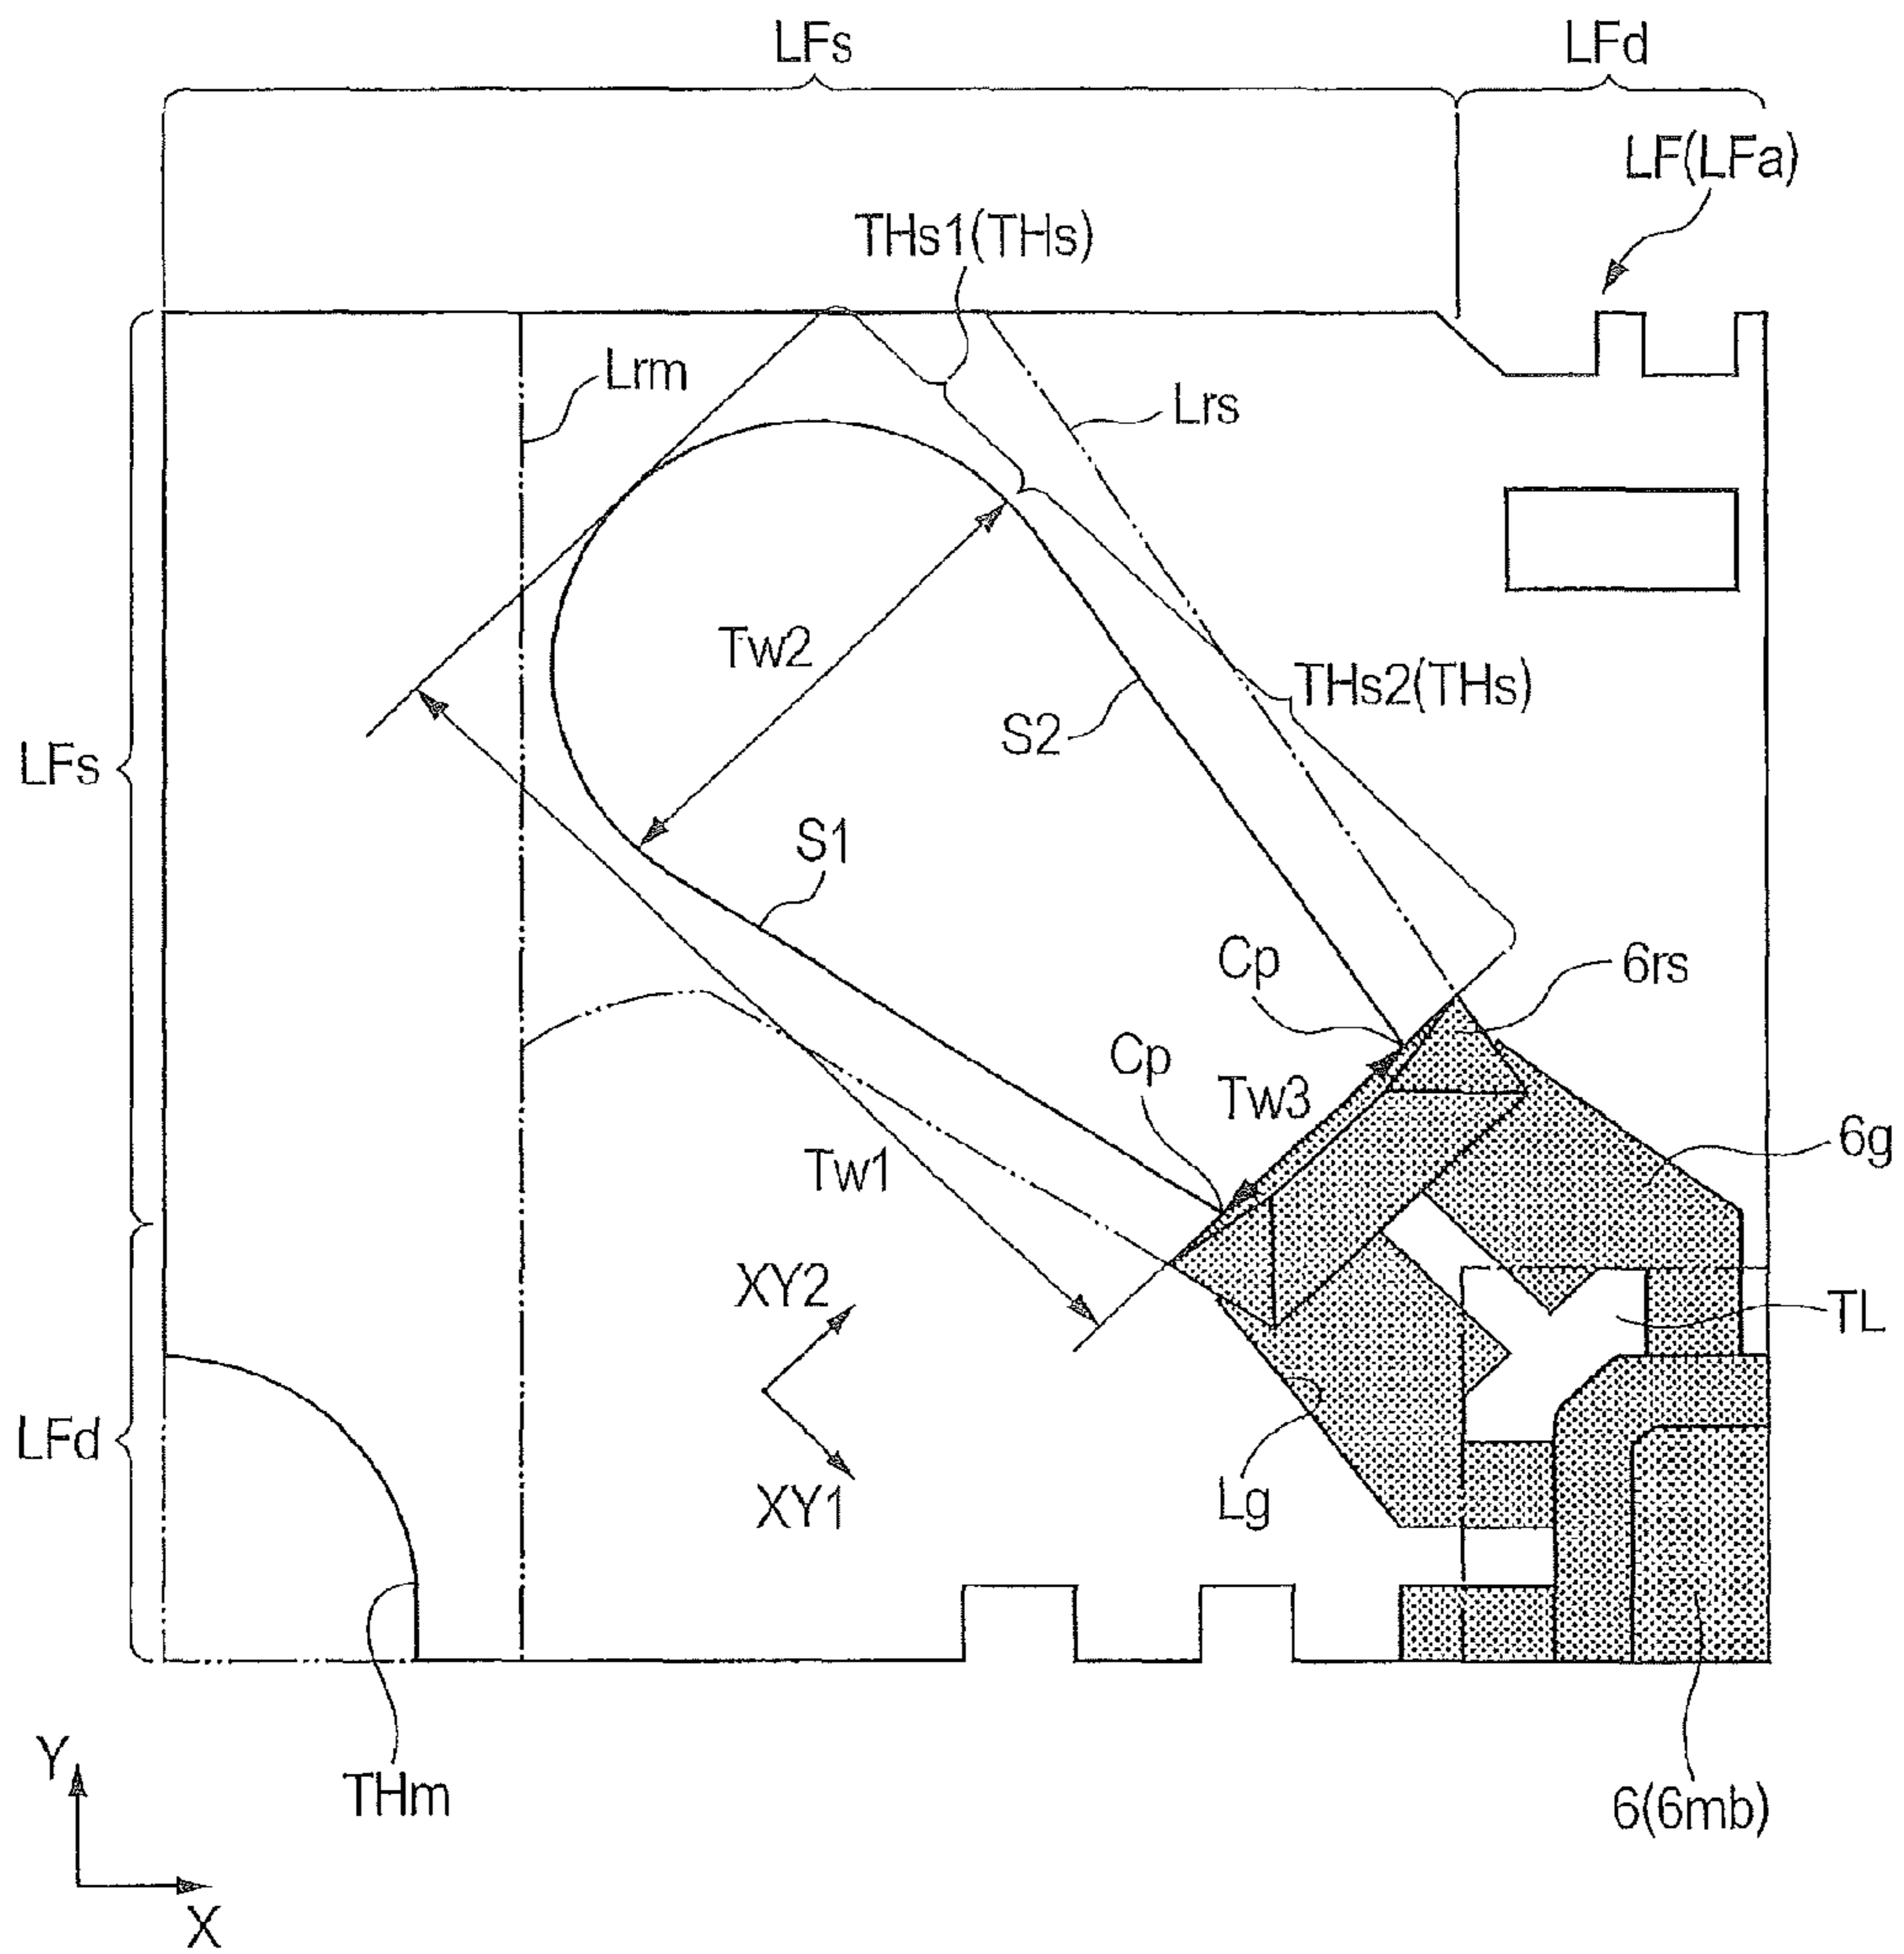 LFs
LFd
LF(LFa)
THs1(THs)
Lrm
Lrs
Tw2
THs2(THs)
S2
LFs
S1
Cp
6rs
Cp
Tw3
6g
Tw1
XY2
TL
LFd
XY1
Lg
Y
THm
6(6mb)
X